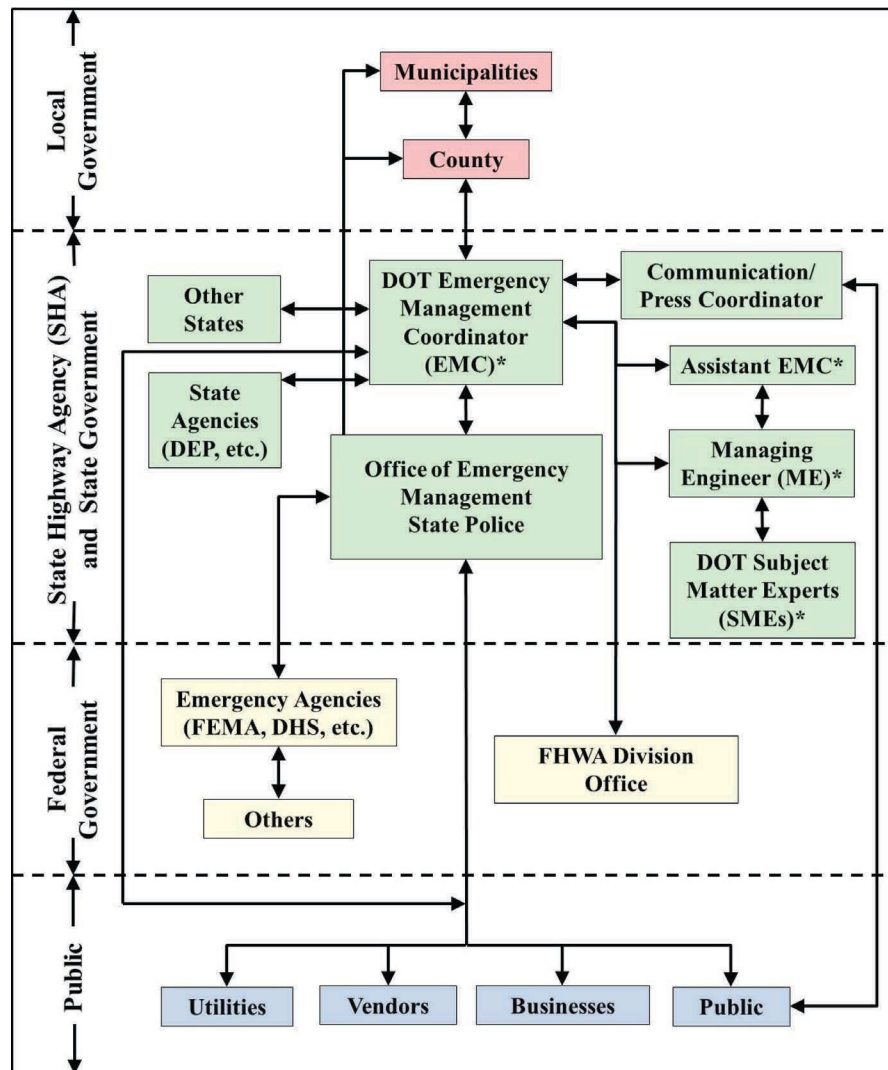 Local
Government
Municipalities
County
State Highway Agency (SHA)
and State Government
Other
States
DOT Emergency
Management
Coordinator
(EMC)*
Communication/
Press Coordinator
State
Agencies
(DEP, etc.)
Assistant EMC*
Office of Emergency
Management
State Police
Managing
Engineer (ME)*
DOT Subject
Matter Experts
(SMEs)*
Federal
Government
Emergency Agencies
(FEMA, DHS, etc.)
Others
FHWA Division
Office
Public
Utilities
Vendors
Businesses
Public